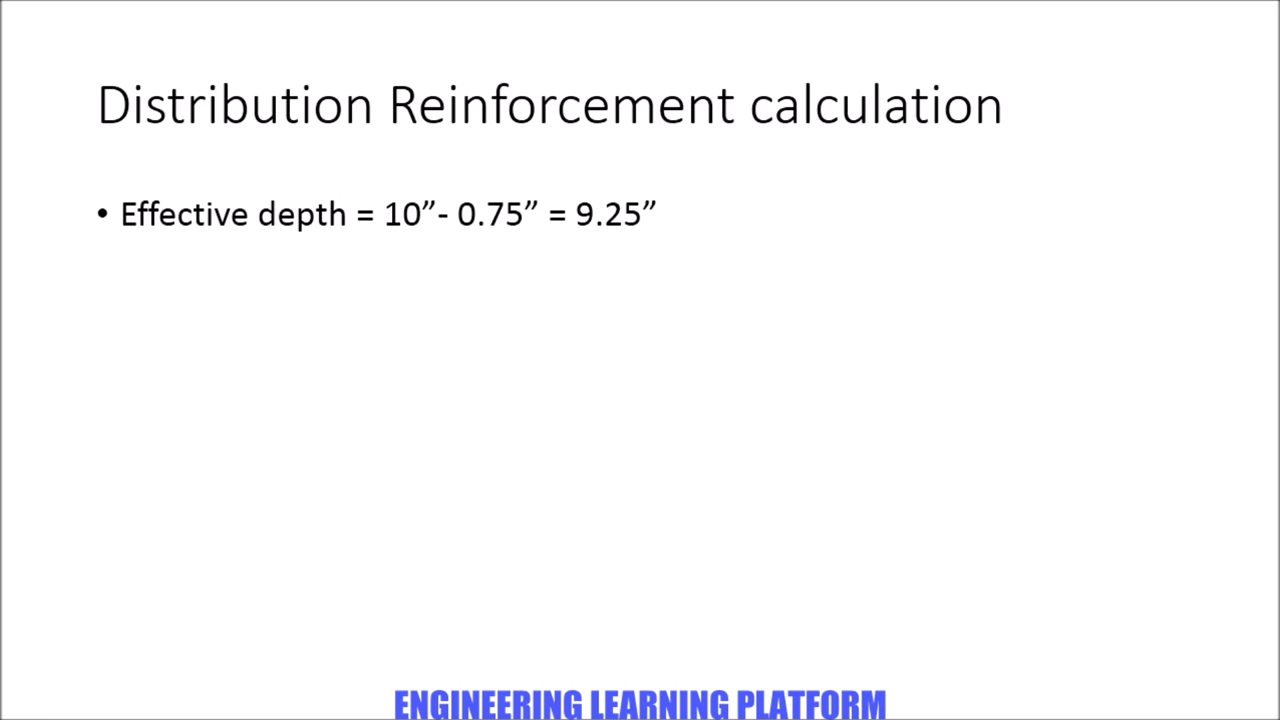 Distribution Reinforcement calculation
• Effective depth = 10”- 0.75” = 9.25”
ENGINEERING LEARNING PLATFORM